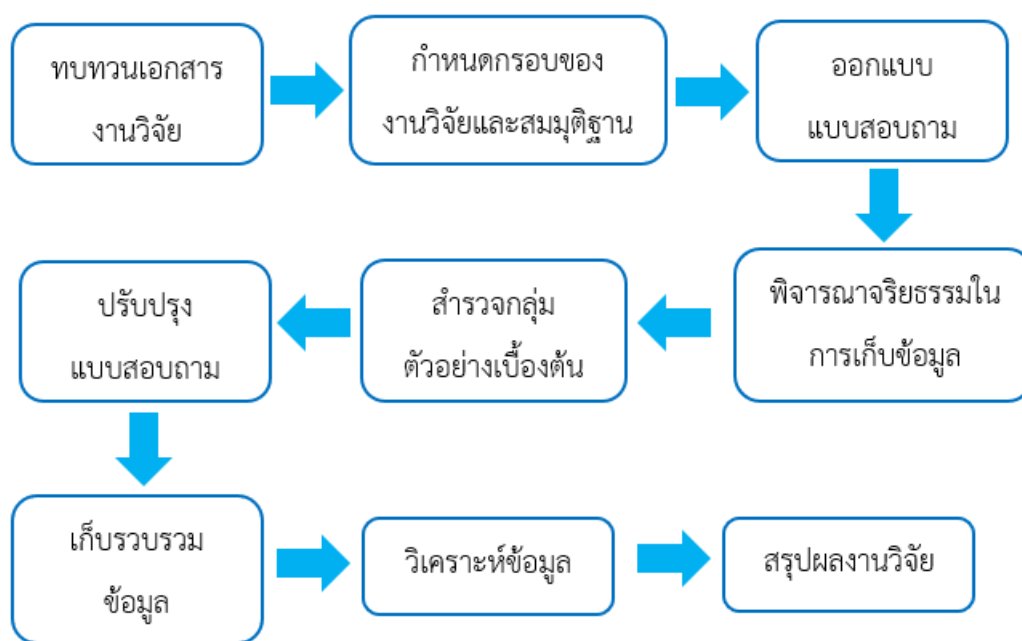 ทบทวนเอกสาร
งานวิจัย
กำหนดกรอบของ
งานวิจัยและสมมุติฐาน
ออกแบบ
แบบสอบถาม
พิจารณาจริยธรรมใน
การเก็บข้อมูล
สำรวจกลุ่ม
ตัวอย่างเบื้องต้น
ปรับปรุง
แบบสอบถาม
เก็บรวบรวม
ข้อมูล
วิเคราะห์ข้อมูล
สรุปผลงานวิจัย